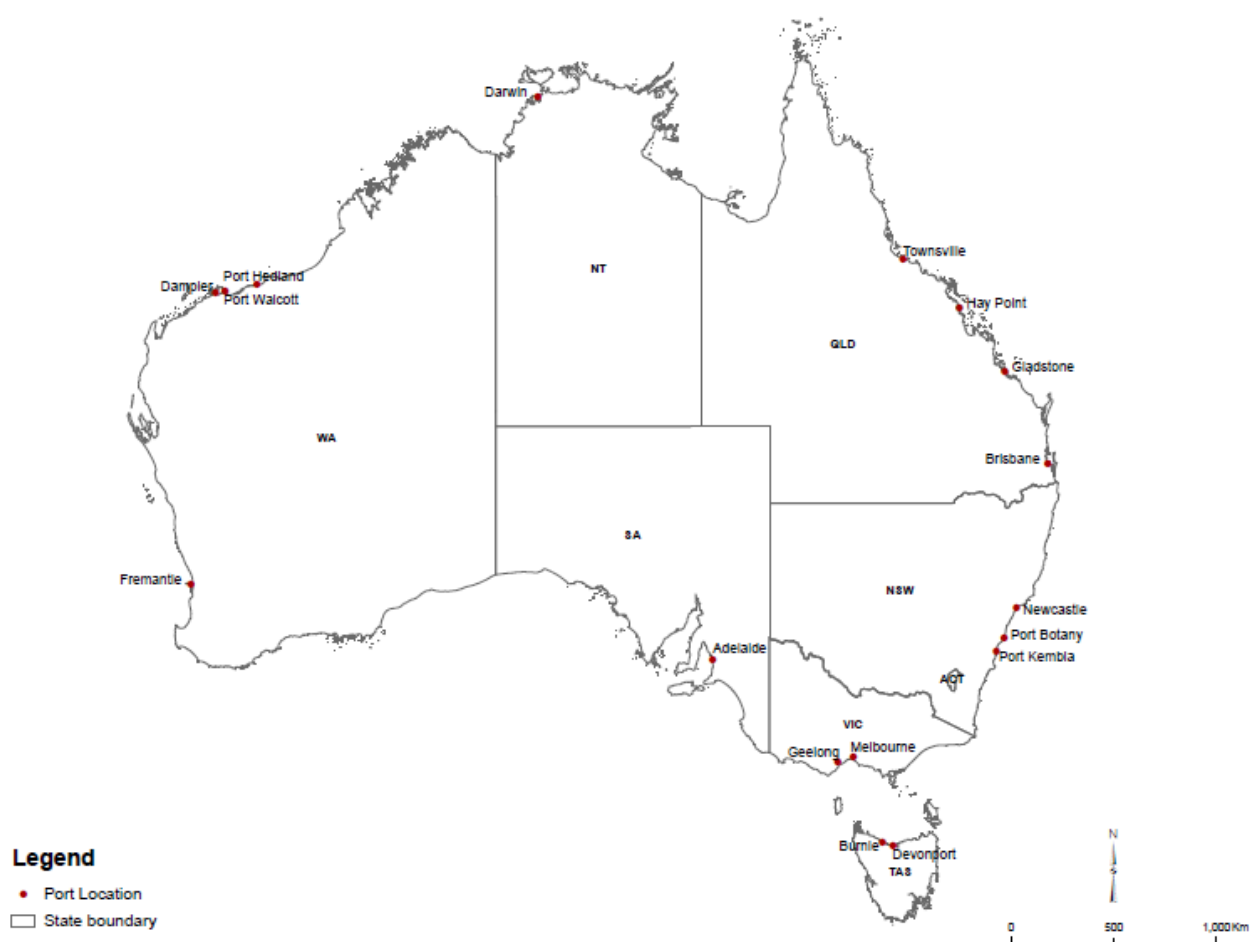 Darwin
Townsville
NT
Port Hedland
Dampier
Port Walcott
Hay Point
QLD
Gladstone
WA
Brisbane
SA
Fremantle
NSW
Newcastle
Port Botany
Adelaide
Port Kembla
ACT
VIC
Melbourne
Geelong
N
S
Burnie
Devonport
Legend
TAS
Port Location
State boundary
0 500 1,000 Km